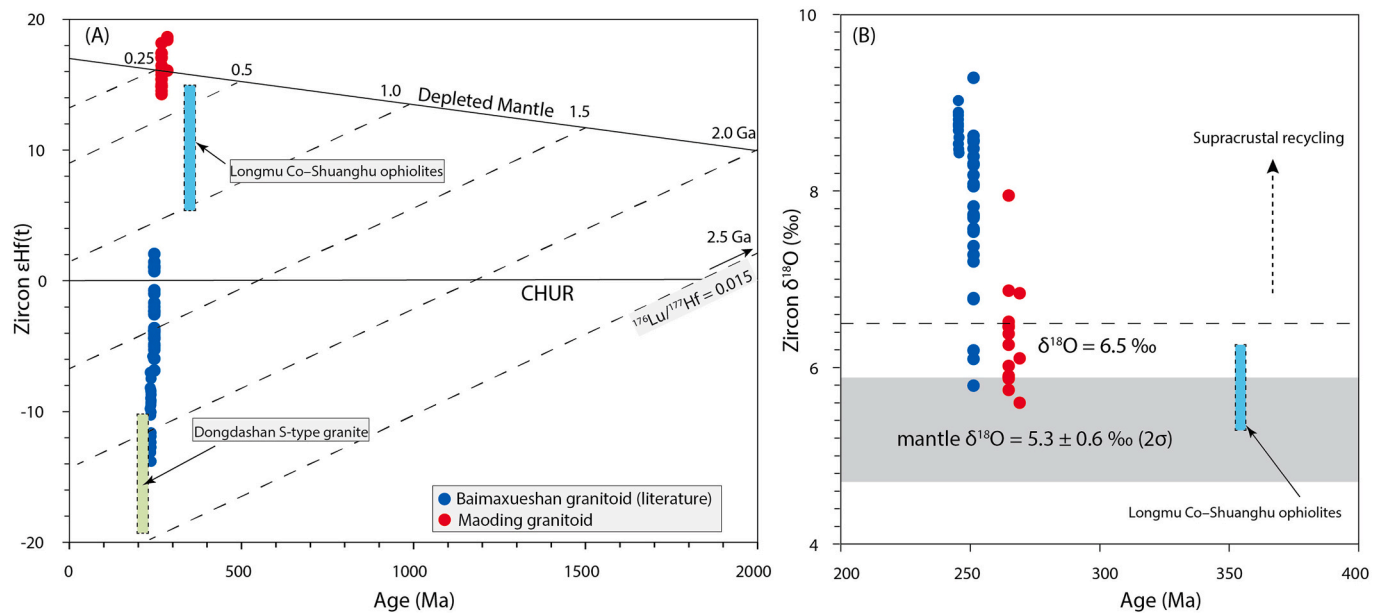 (A)
20
10
0
-10
-20
Zircon εHf(t)
0
500
1000
1500
2000
Age (Ma)
0.25
0.5
1.0
1.5
2.0 Ga
2.5 Ga
Depleted Mantle
Longmu Co–Shuanghu ophiolites
CHUR
¹⁷⁶Lu/¹⁷⁷Hf = 0.015
Dongdashan S-type granite
Baimaxueshan granitoid (literature)
Maoding granitoid
(B)
10
8
6
4
Zircon δ¹⁸O (‰)
200
250
300
350
400
Age (Ma)
Supracrustal recycling
δ¹⁸O = 6.5 ‰
mantle δ¹⁸O = 5.3 ± 0.6 ‰ (2σ)
Longmu Co–Shuanghu ophiolites